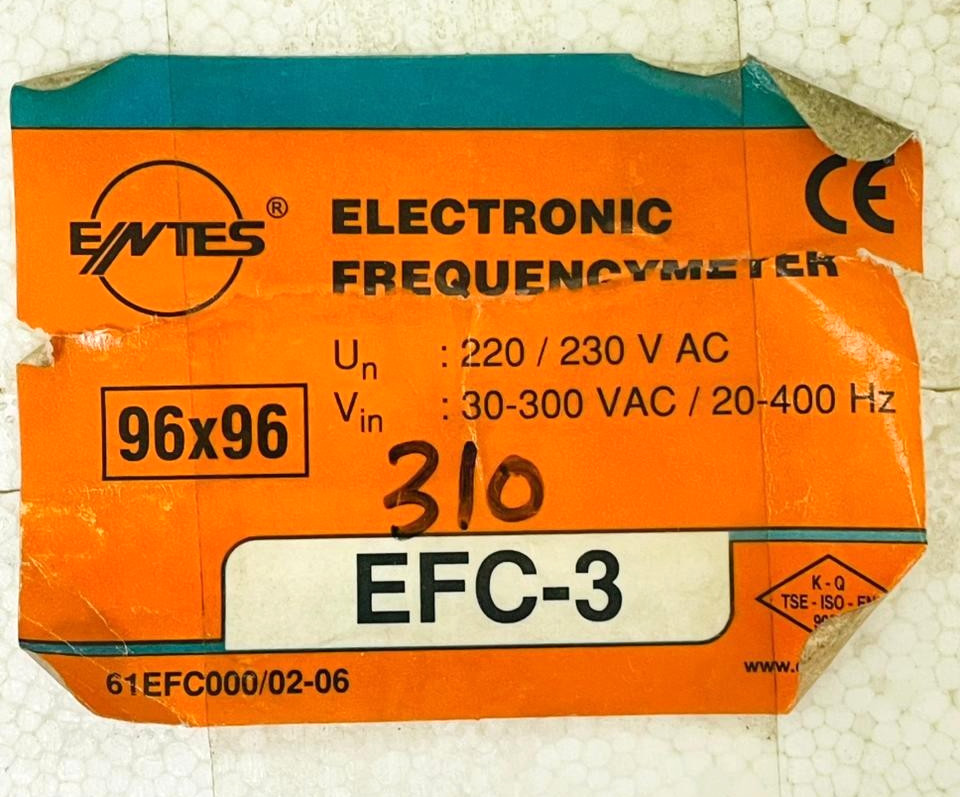 ENTES®
ELECTRONIC
FREQUENCYMETER
CE
Un : 220 / 230 V AC
Vin : 30-300 VAC / 20-400 Hz
96x96
310
EFC-3
K - Q
TSE - ISO - EN
61EFC000/02-06
www.